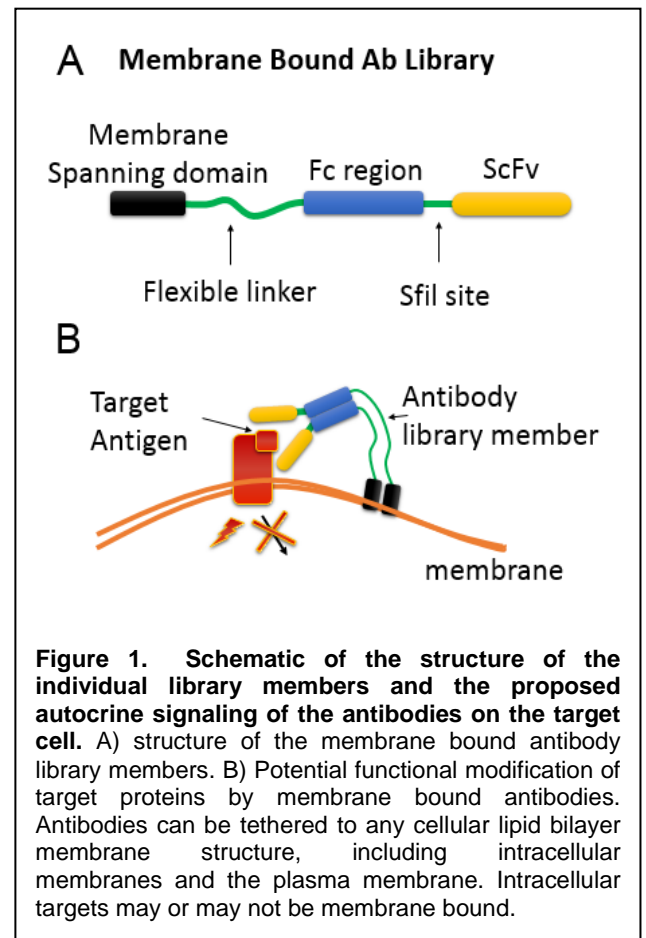 A Membrane Bound Ab Library
Membrane
Spanning domain
Fc region
ScFv
Flexible linker
SfiI site
B
Target
Antigen
Antibody
library member
membrane
Figure 1. Schematic of the structure of the
individual library members and the proposed
autocrine signaling of the antibodies on the target
cell. A) structure of the membrane bound antibody
library members. B) Potential functional modification of
target proteins by membrane bound antibodies.
Antibodies can be tethered to any cellular lipid bilayer
membrane structure, including intracellular
membranes and the plasma membrane. Intracellular
targets may or may not be membrane bound.